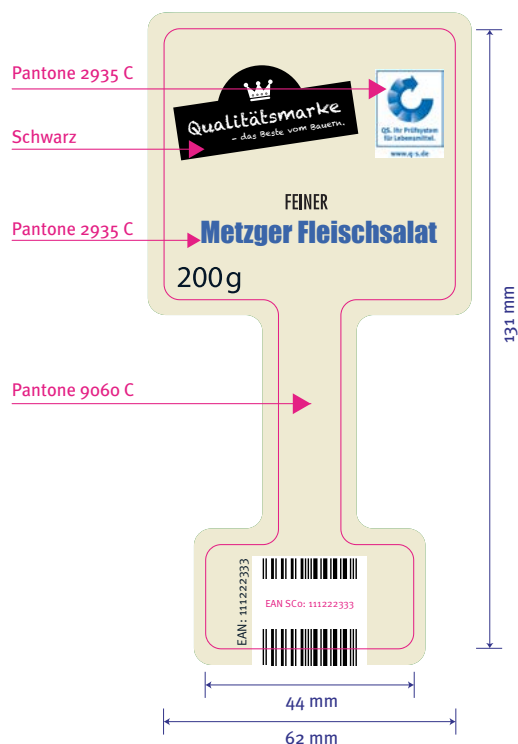 Pantone 2935 C
Schwarz
Qualitätsmarke
- das Beste vom Bauern.
QS. Ihr Prüfsystem
für Lebensmittel.
www.q-s.de
Pantone 2935 C
FEINER
Metzger Fleischsalat
200g
131 mm
Pantone 9060 C
EAN: 111222333
EAN SC0: 111222333
44 mm
62 mm